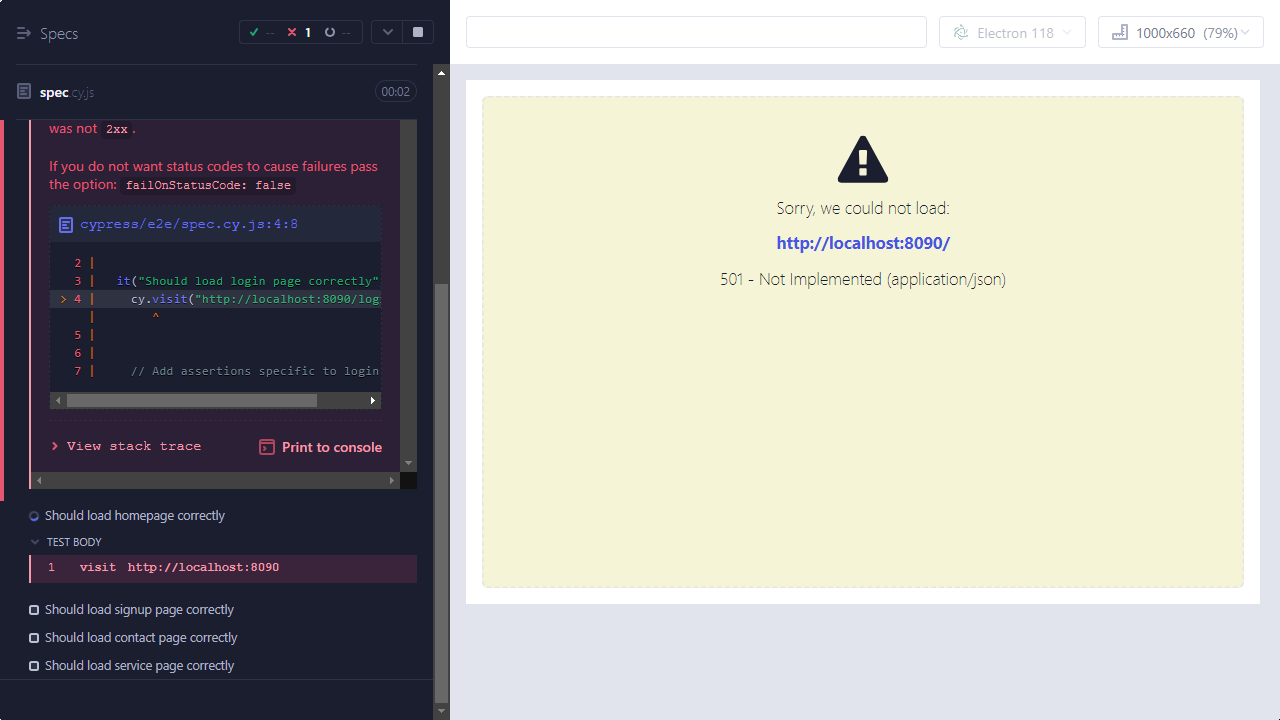 Specs
-- 1 --
spec.cy.js
00:02
was not 2xx.
If you do not want status codes to cause failures pass
the option: failOnStatusCode: false
cypress/e2e/spec.cy.js:4:8
2 |
3 | it("Should load login page correctly"
> 4 | cy.visit("http://localhost:8090/log
| ^
5 |
6 |
7 | // Add assertions specific to login
View stack trace
Print to console
Should load homepage correctly
TEST BODY
1 visit http://localhost:8090
Should load signup page correctly
Should load contact page correctly
Should load service page correctly
Electron 118
1000x660 (79%)
Sorry, we could not load:
http://localhost:8090/
501 - Not Implemented (application/json)